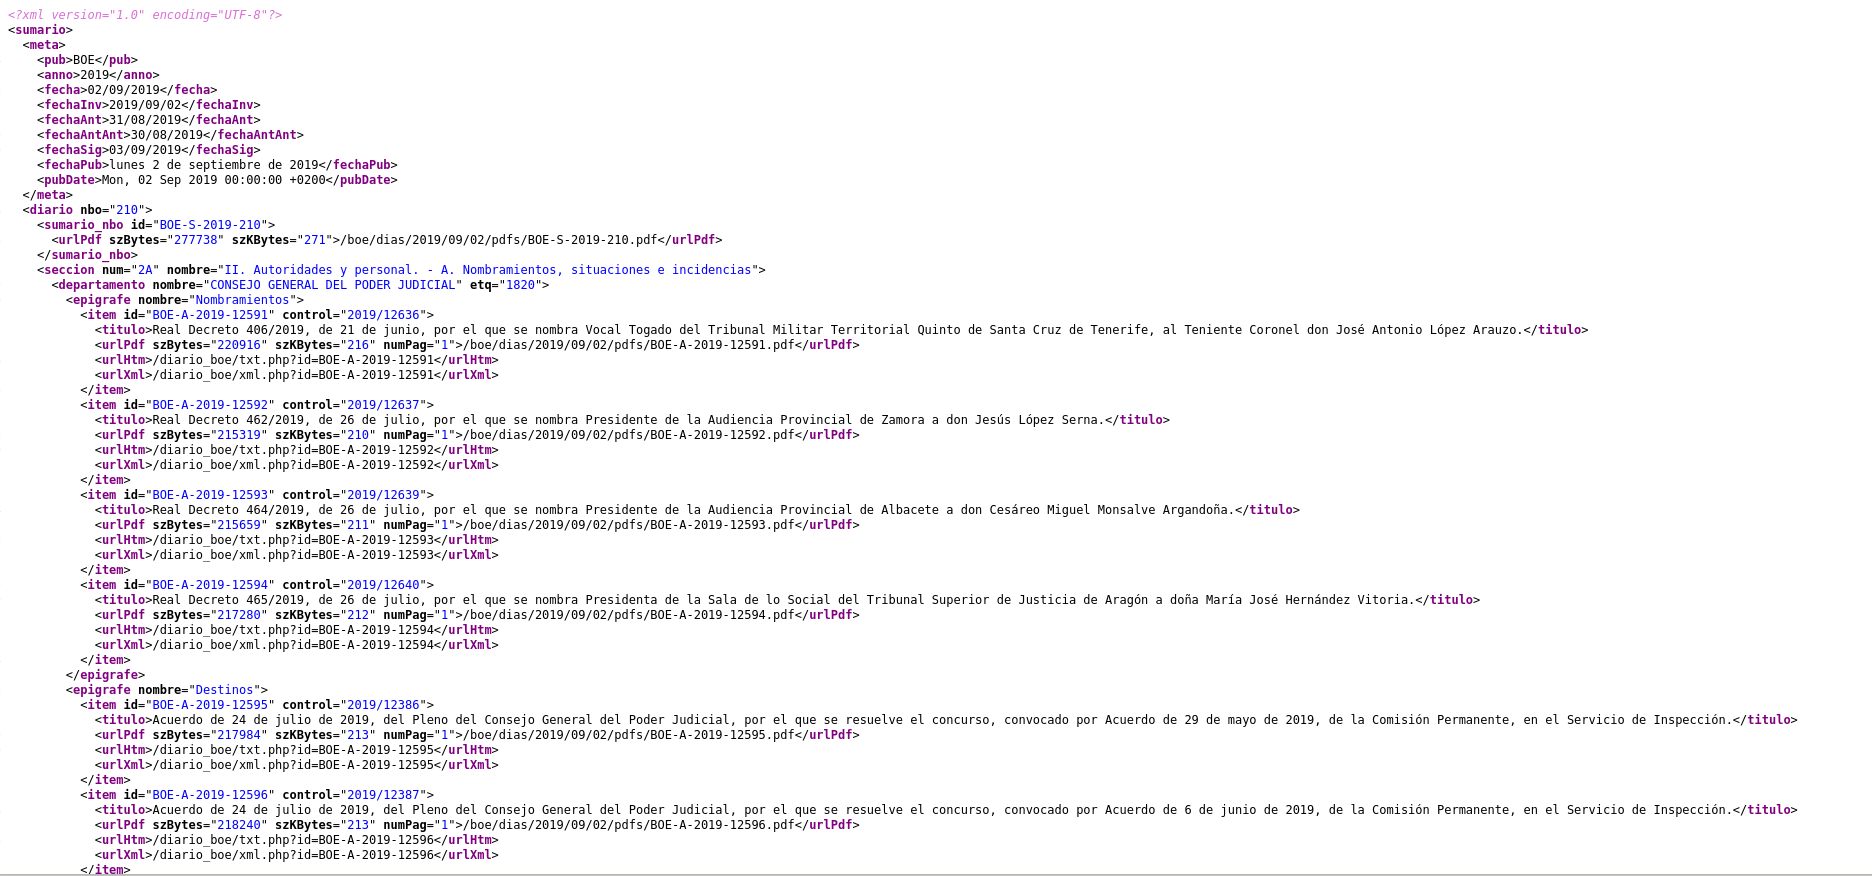 <?xml version="1.0" encoding="UTF-8"?>
<sumario>
<meta>
<pub>BOE</pub>
<anno>2019</anno>
<fecha>02/09/2019</fecha>
<fechaInv>2019/09/02</fechaInv>
<fechaAnt>31/08/2019</fechaAnt>
<fechaAntAnt>30/08/2019</fechaAntAnt>
<fechaSig>03/09/2019</fechaSig>
<fechaPub>lunes 2 de septiembre de 2019</fechaPub>
<pubDate>Mon, 02 Sep 2019 00:00:00 +0200</pubDate>
</meta>
<diario nbo="210">
<sumario_nbo id="BOE-S-2019-210">
<urlPdf szBytes="277738" szKBytes="271">/boe/dias/2019/09/02/pdfs/BOE-S-2019-210.pdf</urlPdf>
</sumario_nbo>
<seccion num="2A" nombre="II. Autoridades y personal. - A. Nombramientos, situaciones e incidencias">
<departamento nombre="CONSEJO GENERAL DEL PODER JUDICIAL" etq="1820">
<epigrafe nombre="Nombramientos">
<item id="BOE-A-2019-12591" control="2019/12636">
<titulo>Real Decreto 406/2019, de 21 de junio, por el que se nombra Vocal Togado del Tribunal Militar Territorial Quinto de Santa Cruz de Tenerife, al Teniente Coronel don José Antonio López Arauzo.</titulo>
<urlPdf szBytes="220916" szKBytes="216" numPag="1">/boe/dias/2019/09/02/pdfs/BOE-A-2019-12591.pdf</urlPdf>
<urlHtm>/diario_boe/txt.php?id=BOE-A-2019-12591</urlHtm>
<urlXml>/diario_boe/xml.php?id=BOE-A-2019-12591</urlXml>
</item>
<item id="BOE-A-2019-12592" control="2019/12637">
<titulo>Real Decreto 462/2019, de 26 de julio, por el que se nombra Presidente de la Audiencia Provincial de Zamora a don Jesús López Serna.</titulo>
<urlPdf szBytes="215319" szKBytes="210" numPag="1">/boe/dias/2019/09/02/pdfs/BOE-A-2019-12592.pdf</urlPdf>
<urlHtm>/diario_boe/txt.php?id=BOE-A-2019-12592</urlHtm>
<urlXml>/diario_boe/xml.php?id=BOE-A-2019-12592</urlXml>
</item>
<item id="BOE-A-2019-12593" control="2019/12639">
<titulo>Real Decreto 464/2019, de 26 de julio, por el que se nombra Presidente de la Audiencia Provincial de Albacete a don Cesáreo Miguel Monsalve Argandoña.</titulo>
<urlPdf szBytes="215659" szKBytes="211" numPag="1">/boe/dias/2019/09/02/pdfs/BOE-A-2019-12593.pdf</urlPdf>
<urlHtm>/diario_boe/txt.php?id=BOE-A-2019-12593</urlHtm>
<urlXml>/diario_boe/xml.php?id=BOE-A-2019-12593</urlXml>
</item>
<item id="BOE-A-2019-12594" control="2019/12640">
<titulo>Real Decreto 465/2019, de 26 de julio, por el que se nombra Presidenta de la Sala de lo Social del Tribunal Superior de Justicia de Aragón a doña María José Hernández Vitoria.</titulo>
<urlPdf szBytes="217280" szKBytes="212" numPag="1">/boe/dias/2019/09/02/pdfs/BOE-A-2019-12594.pdf</urlPdf>
<urlHtm>/diario_boe/txt.php?id=BOE-A-2019-12594</urlHtm>
<urlXml>/diario_boe/xml.php?id=BOE-A-2019-12594</urlXml>
</item>
</epigrafe>
<epigrafe nombre="Destinos">
<item id="BOE-A-2019-12595" control="2019/12386">
<titulo>Acuerdo de 24 de julio de 2019, del Pleno del Consejo General del Poder Judicial, por el que se resuelve el concurso, convocado por Acuerdo de 29 de mayo de 2019, de la Comisión Permanente, en el Servicio de Inspección.</titulo>
<urlPdf szBytes="217984" szKBytes="213" numPag="1">/boe/dias/2019/09/02/pdfs/BOE-A-2019-12595.pdf</urlPdf>
<urlHtm>/diario_boe/txt.php?id=BOE-A-2019-12595</urlHtm>
<urlXml>/diario_boe/xml.php?id=BOE-A-2019-12595</urlXml>
</item>
<item id="BOE-A-2019-12596" control="2019/12387">
<titulo>Acuerdo de 24 de julio de 2019, del Pleno del Consejo General del Poder Judicial, por el que se resuelve el concurso, convocado por Acuerdo de 6 de junio de 2019, de la Comisión Permanente, en el Servicio de Inspección.</titulo>
<urlPdf szBytes="218240" szKBytes="213" numPag="1">/boe/dias/2019/09/02/pdfs/BOE-A-2019-12596.pdf</urlPdf>
<urlHtm>/diario_boe/txt.php?id=BOE-A-2019-12596</urlHtm>
<urlXml>/diario_boe/xml.php?id=BOE-A-2019-12596</urlXml>
</item>